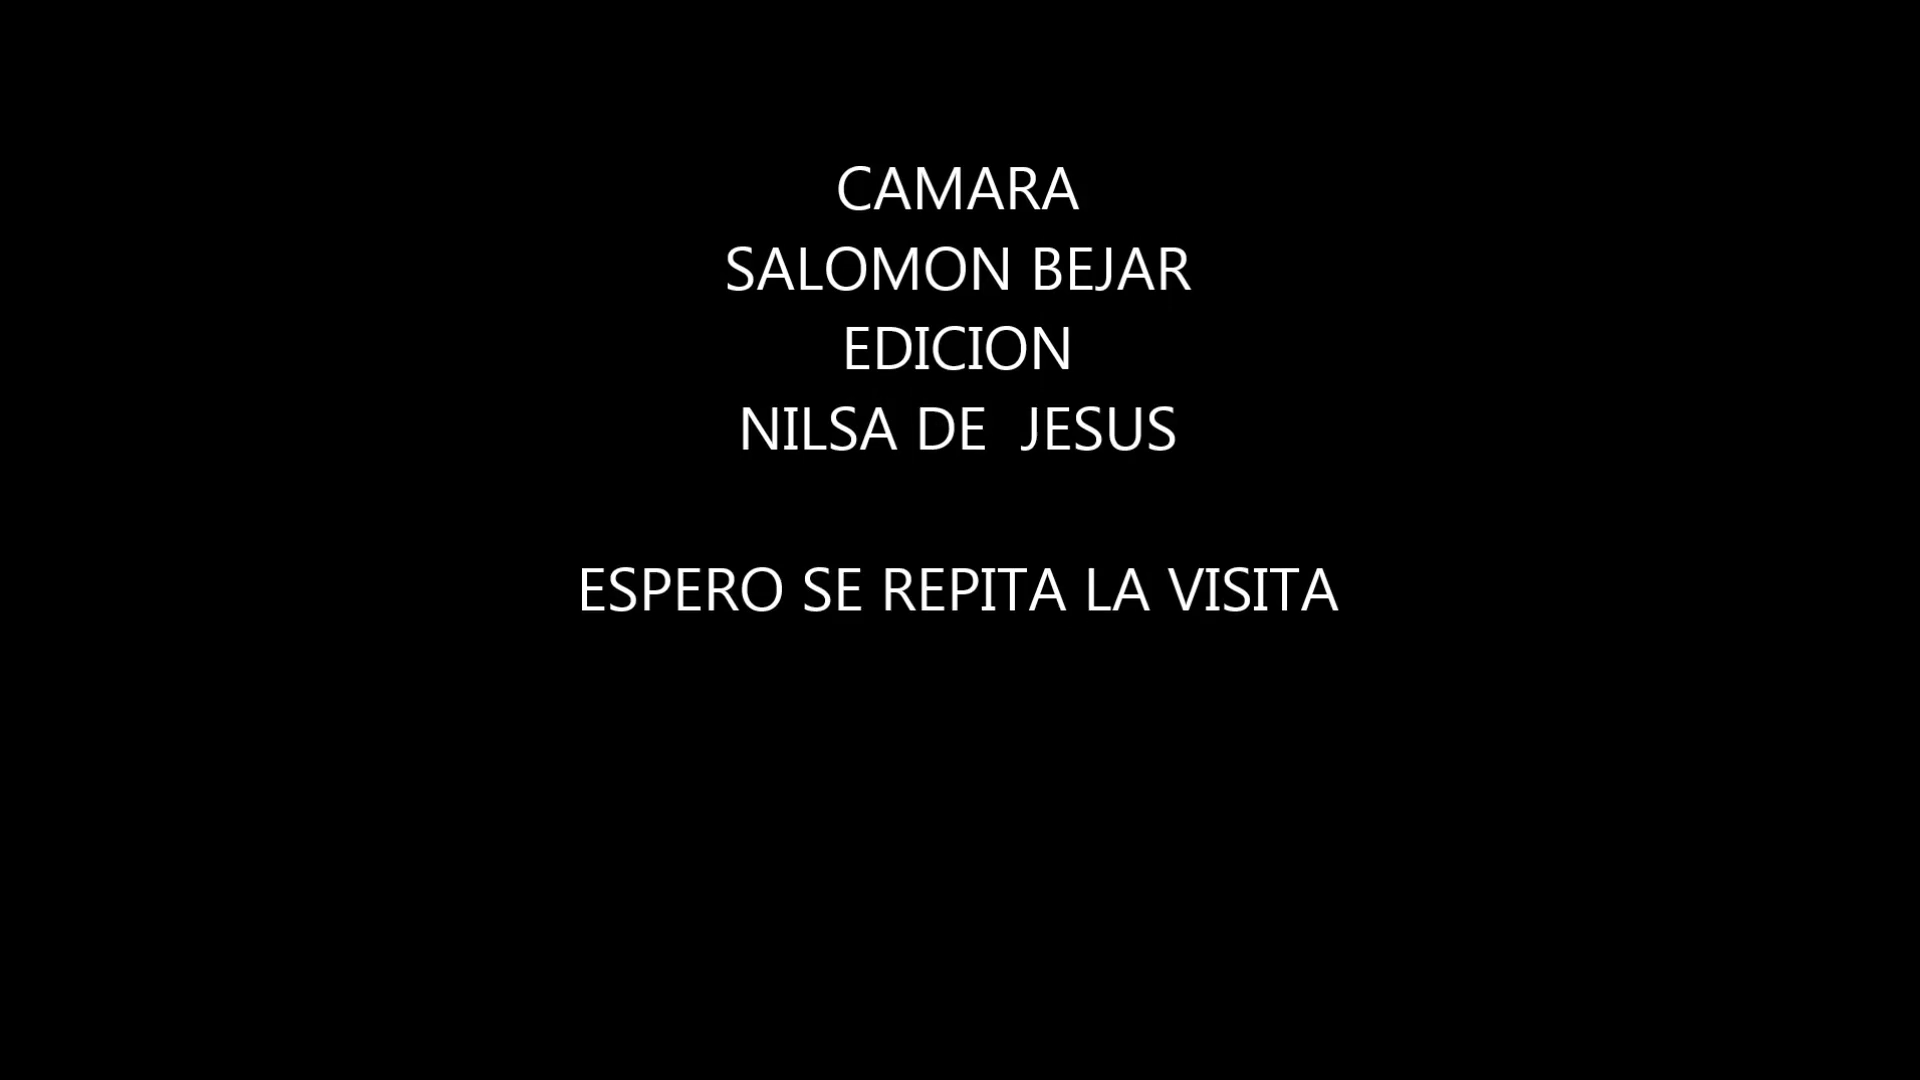 CAMARA
SALOMON BEJAR
EDICION
NILSA DE  JESUS
ESPERO SE REPITA LA VISITA